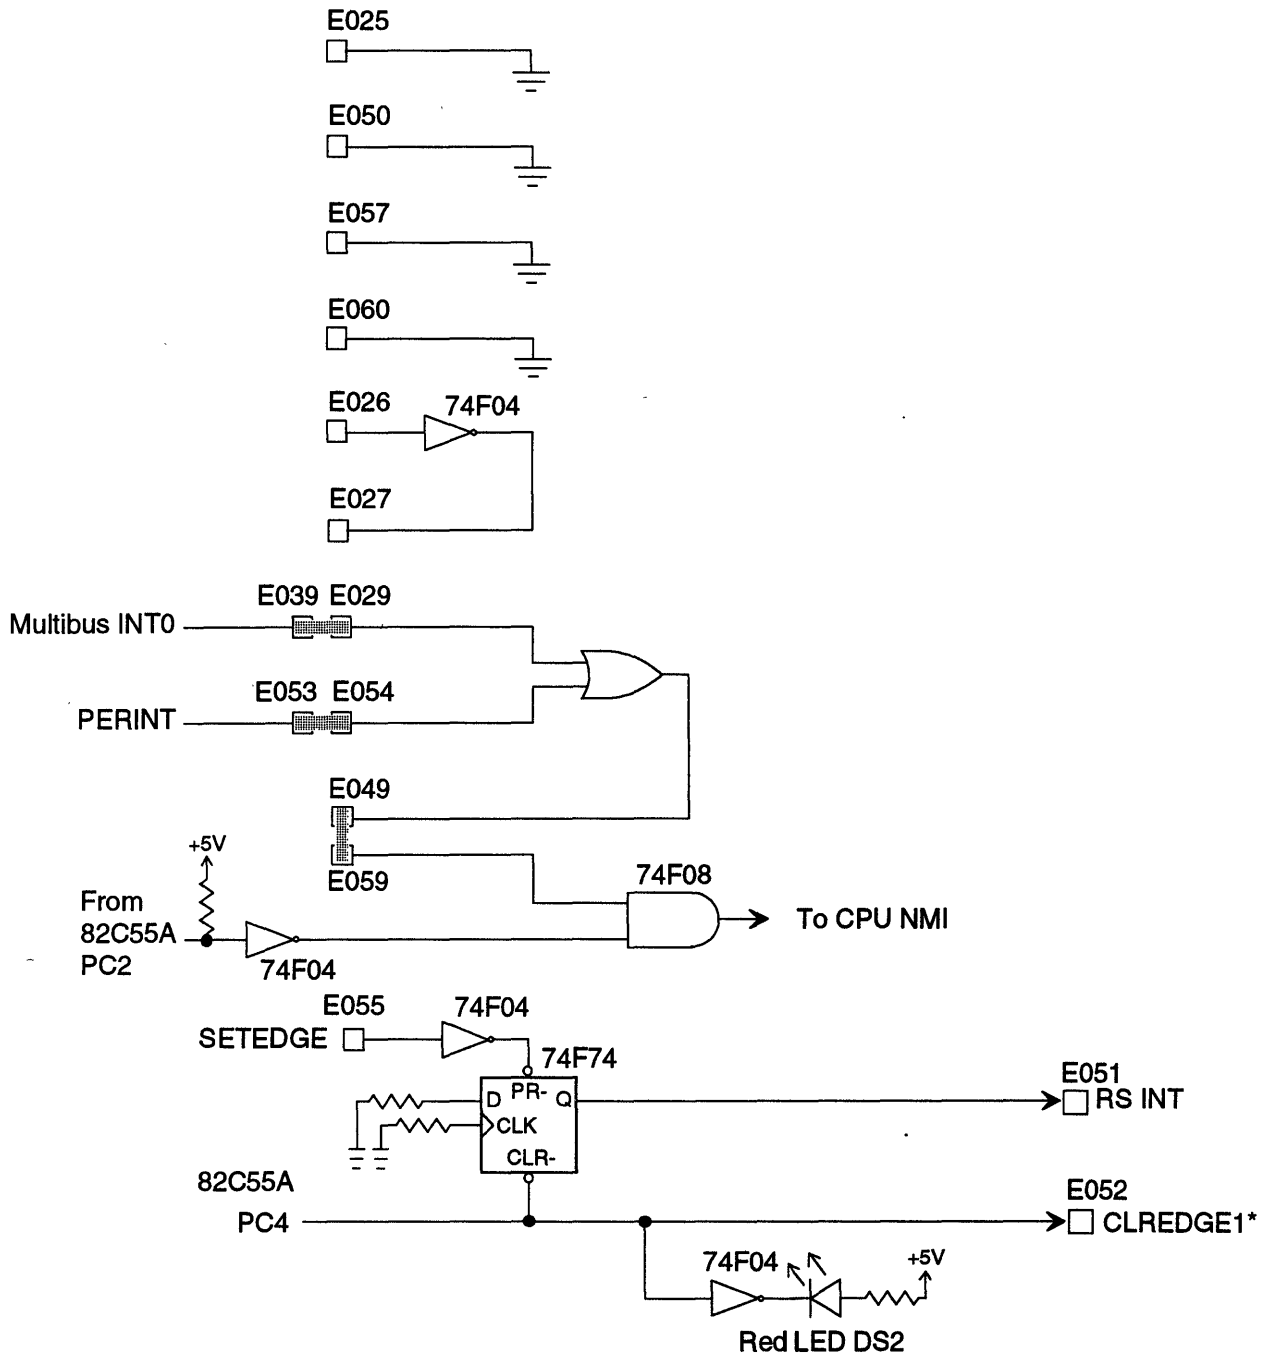 E025
E050
E057
E060
E026
74F04
E027
E039 E029
Multibus INT0
E053 E054
PERINT
E049
+5V
E059
74F08
From
82C55A
PC2
To CPU NMI
74F04
E055
74F04
SETEDGE
74F74
PR-
D
Q
E051
RS INT
CLK
CLR-
82C55A
E052
PC4
CLREDGE1*
74F04
+5V
Red LED DS2